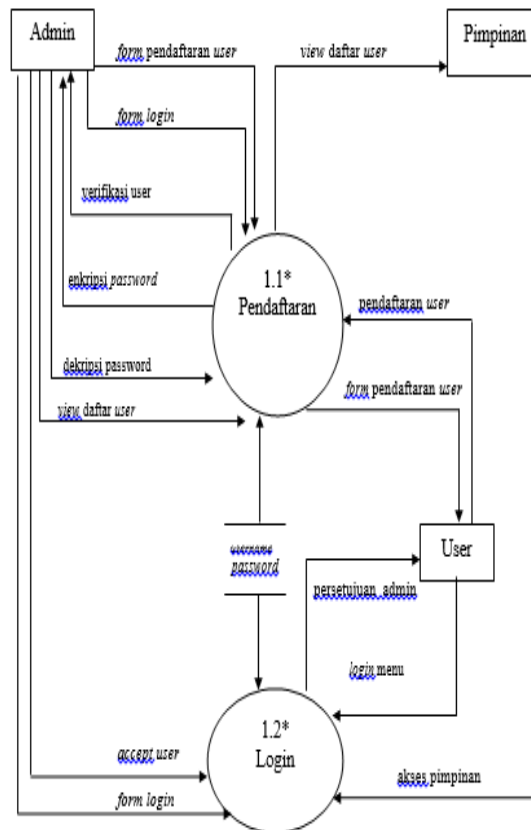 Admin
Pimpinan
form pendaftaran user
view daftar user
form login
verifikasi user
enkripsi password
1.1*
Pendaftaran
pendaftaran user
dekripsi password
form pendaftaran user
view daftar user
username
password
User
persetujuan admin
login menu
1.2*
Login
accept user
akses pimpinan
form login